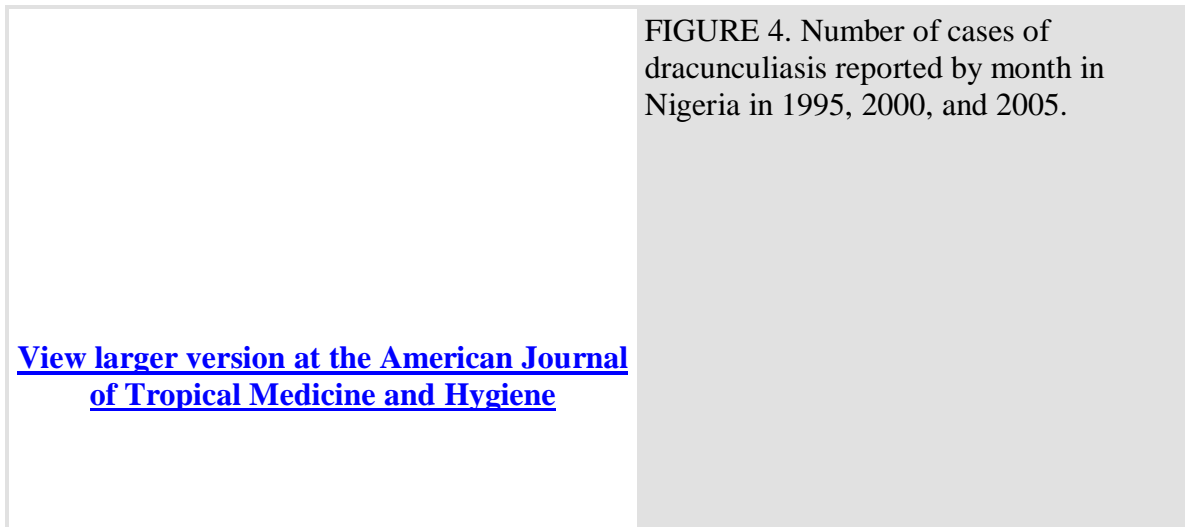 FIGURE 4. Number of cases of
dracunculiasis reported by month in
Nigeria in 1995, 2000, and 2005.
View larger version at the American Journal
of Tropical Medicine and Hygiene